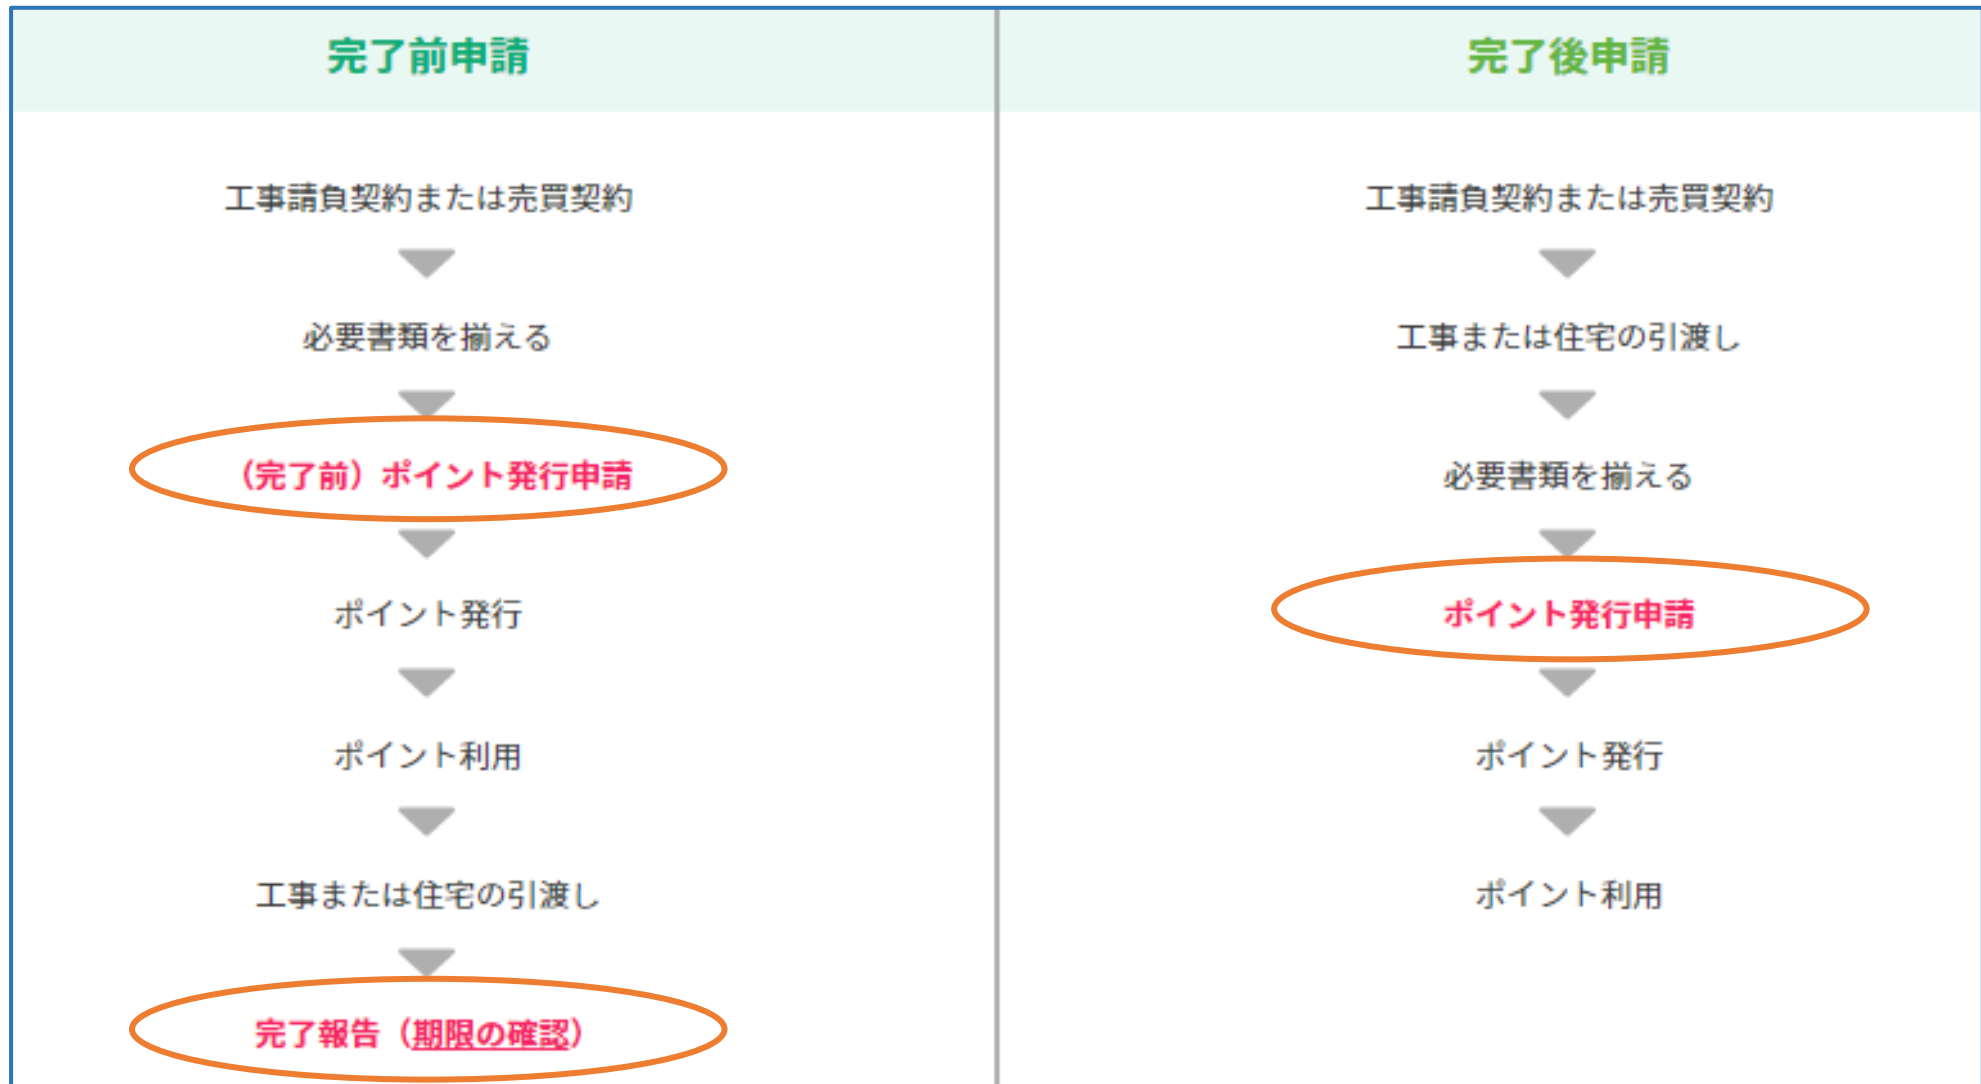 完了前申請
工事請負契約または売買契約
必要書類を揃える
（完了前）ポイント発行申請
ポイント発行
ポイント利用
工事または住宅の引渡し
完了報告（期限の確認）
完了後申請
工事請負契約または売買契約
工事または住宅の引渡し
必要書類を揃える
ポイント発行申請
ポイント発行
ポイント利用